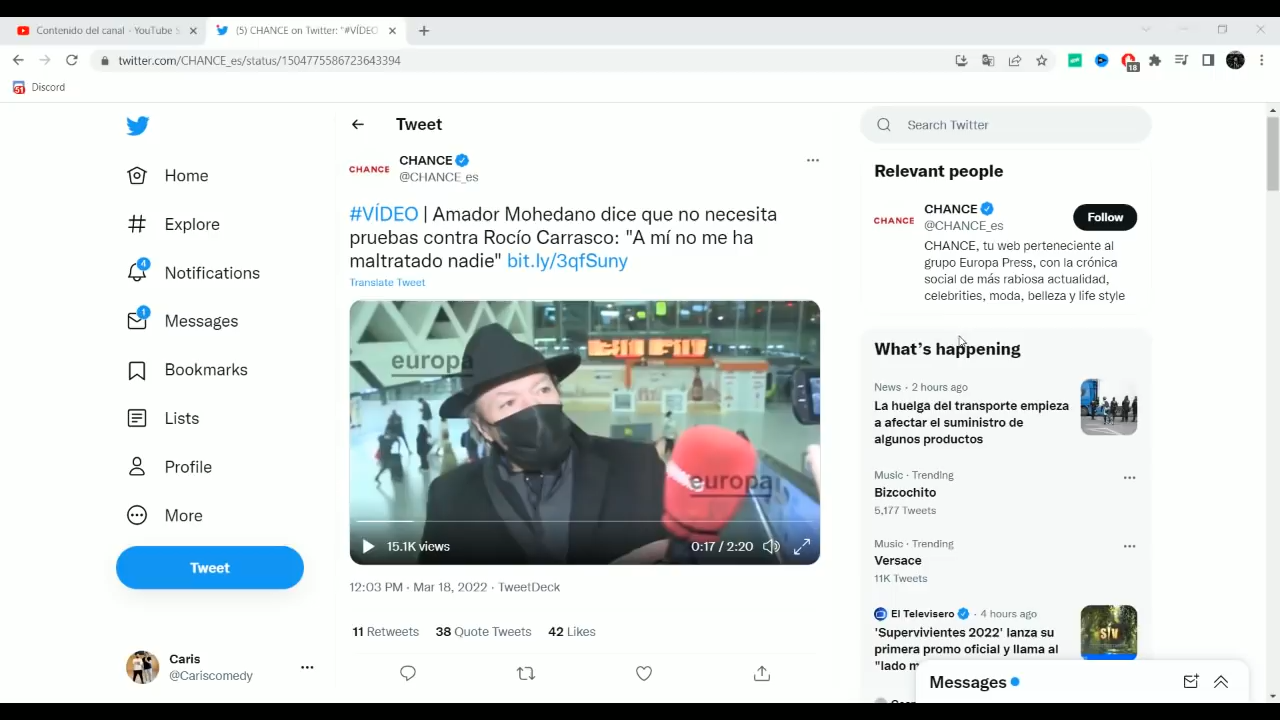 Contenido del canal - YouTube S
(5) CHANCE on Twitter: "#VÍDEO
twitter.com/CHANCE_es/status/1504775586723643394
18
Discord
Home
Explore
4
Notifications
1
Messages
Bookmarks
Lists
Profile
More
Tweet
Caris
@Cariscomedy
Tweet
CHANCE
CHANCE
@CHANCE_es
#VÍDEO | Amador Mohedano dice que no necesita
pruebas contra Rocío Carrasco: "A mí no me ha
maltratado nadie" bit.ly/3qfSuny
Translate Tweet
europa
europa
15.1K views
0:17 / 2:20
12:03 PM · Mar 18, 2022 · TweetDeck
11 Retweets 38 Quote Tweets 42 Likes
Search Twitter
Relevant people
CHANCE
CHANCE
@CHANCE_es
Follow
CHANCE, tu web perteneciente al
grupo Europa Press, con la crónica
social de más rabiosa actualidad,
celebrities, moda, belleza y life style
What's happening
News · 2 hours ago
La huelga del transporte empieza
a afectar el suministro de
algunos productos
Music · Trending
Bizcochito
5,177 Tweets
Music · Trending
Versace
11K Tweets
El Televisero · 4 hours ago
'Supervivientes 2022' lanza su
primera promo oficial y llama al
"lado m
Messages